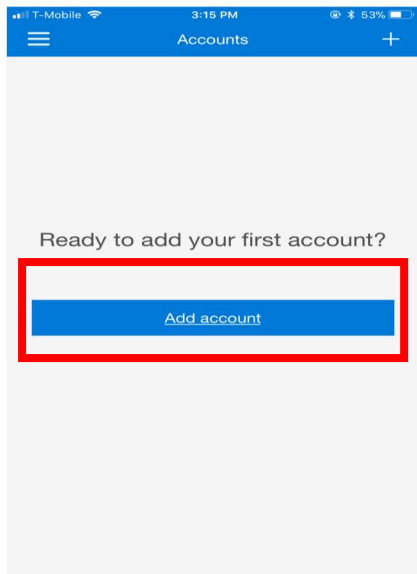 T-Mobile 3:15 PM 53%
Accounts +
Ready to add your first account?
Add account